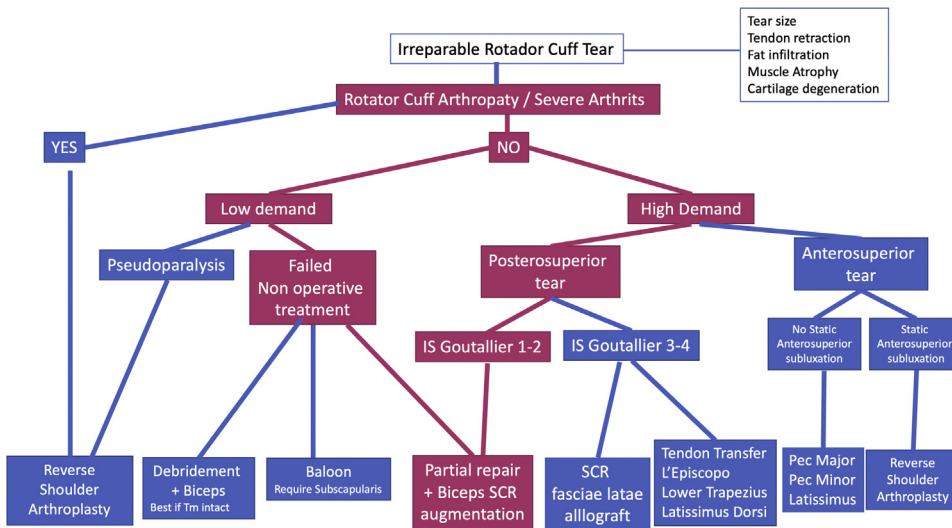 Tear size
Tendon retraction
Fat infiltration
Muscle Atrophy
Cartilage degeneration
Irreparable Rotador Cuff Tear
Rotator Cuff Arthropaty / Severe Arthrits
YES
NO
Low demand
High Demand
Pseudoparalysis
Failed
Non operative
treatment
Posterosuperior
tear
Anterosuperior
tear
IS Goutallier 1-2
IS Goutallier 3-4
No Static
Anterosuperior
subluxation
Static
Anterosuperior
subluxation
Reverse
Shoulder
Arthroplasty
Debridement
+ Biceps
Best if Tm intact
Baloon
Require Subscapularis
Partial repair
+ Biceps SCR
augmentation
SCR
fasciae latae
alllograft
Tendon Transfer
L’Episcopo
Lower Trapezius
Latissimus Dorsi
Pec Major
Pec Minor
Latissimus
Reverse
Shoulder
Arthroplasty